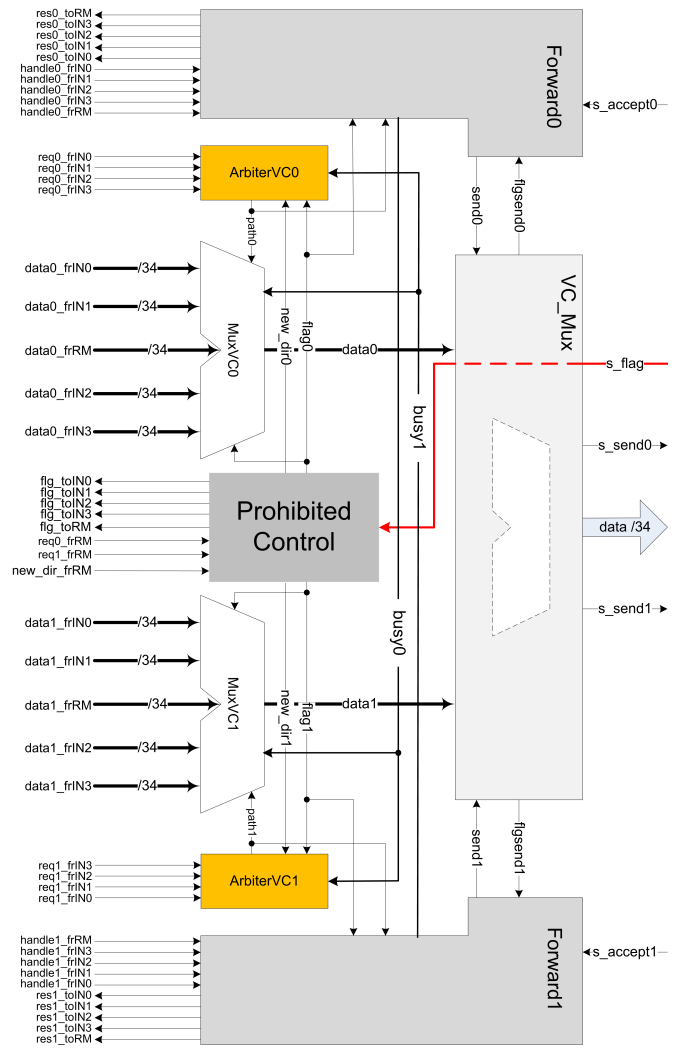 res0_toRM
res0_toIN3
res0_toIN2
res0_toIN1
res0_toIN0
handle0_frIN0
handle0_frIN1
handle0_frIN2
handle0_frIN3
handle0_frRM
Forward0
s_accept0
req0_frIN0
req0_frIN1
req0_frIN2
req0_frIN3
ArbiterVC0
path0
send0
flgsend0
data0_frIN0
/34
data0_frIN1
/34
data0_frRM
/34
data0_frIN2
/34
data0_frIN3
/34
MuxVC0
new_dir0
flag0
data0
VC_Mux
s_flag
busy1
s_send0
flg_toIN0
flg_toIN1
flg_toIN2
flg_toIN3
flg_toRM
req0_frRM
req1_frRM
new_dir_frRM
Prohibited
Control
data /34
s_send1
busy0
data1_frIN0
/34
data1_frIN1
/34
data1_frRM
/34
data1_frIN2
/34
data1_frIN3
/34
MuxVC1
new_dir1
flag1
data1
path1
send1
flgsend1
req1_frIN3
req1_frIN2
req1_frIN1
req1_frIN0
ArbiterVC1
handle1_frRM
handle1_frIN3
handle1_frIN2
handle1_frIN1
handle1_frIN0
res1_toIN0
res1_toIN1
res1_toIN2
res1_toIN3
res1_toRM
Forward1
s_accept1